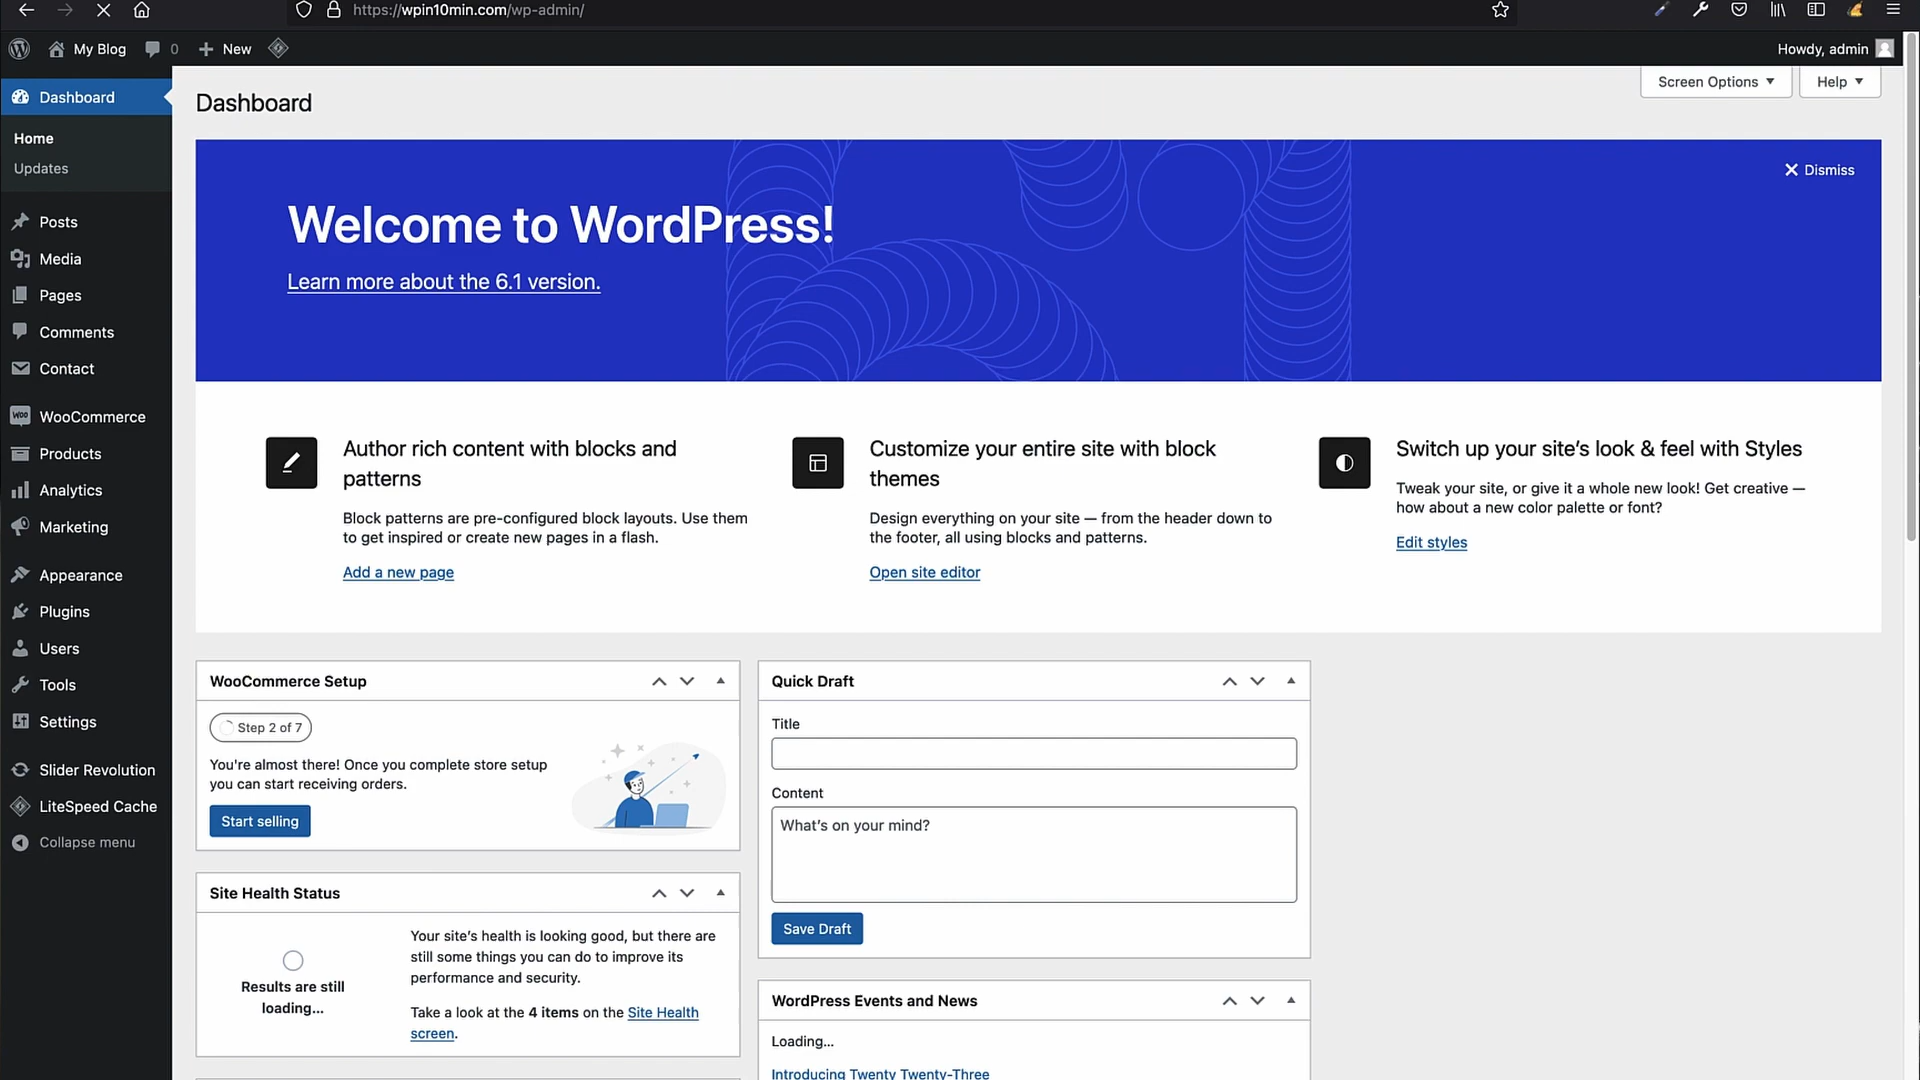 https://wpin10min.com/wp-admin/
My Blog
0
New
Howdy, admin
Dashboard
Home
Updates
Posts
Media
Pages
Comments
Contact
WooCommerce
Products
Analytics
Marketing
Appearance
Plugins
Users
Tools
Settings
Slider Revolution
LiteSpeed Cache
Collapse menu
Screen Options
Help
Dashboard
Dismiss
Welcome to WordPress!
Learn more about the 6.1 version.
Author rich content with blocks and
patterns
Block patterns are pre-configured block layouts. Use them
to get inspired or create new pages in a flash.
Add a new page
Customize your entire site with block
themes
Design everything on your site — from the header down to
the footer, all using blocks and patterns.
Open site editor
Switch up your site’s look & feel with Styles
Tweak your site, or give it a whole new look! Get creative —
how about a new color palette or font?
Edit styles
WooCommerce Setup
Step 2 of 7
You're almost there! Once you complete store setup
you can start receiving orders.
Start selling
Site Health Status
Results are still
loading...
Your site’s health is looking good, but there are
still some things you can do to improve its
performance and security.
Take a look at the 4 items on the Site Health
screen.
Quick Draft
Title
Content
What’s on your mind?
Save Draft
WordPress Events and News
Loading...
Introducing Twenty Twenty-Three